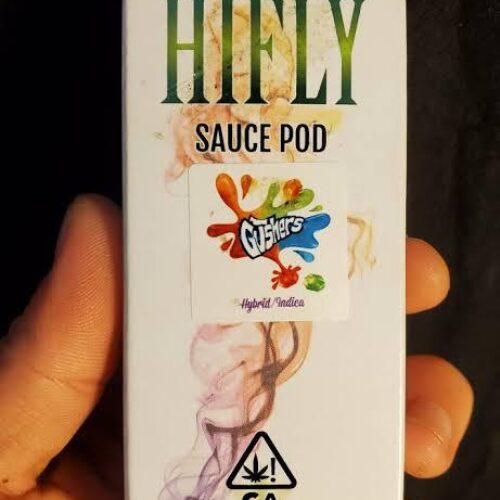 HIFLY
SAUCE POD
Gushers
Hybrid/Indica
!
CA